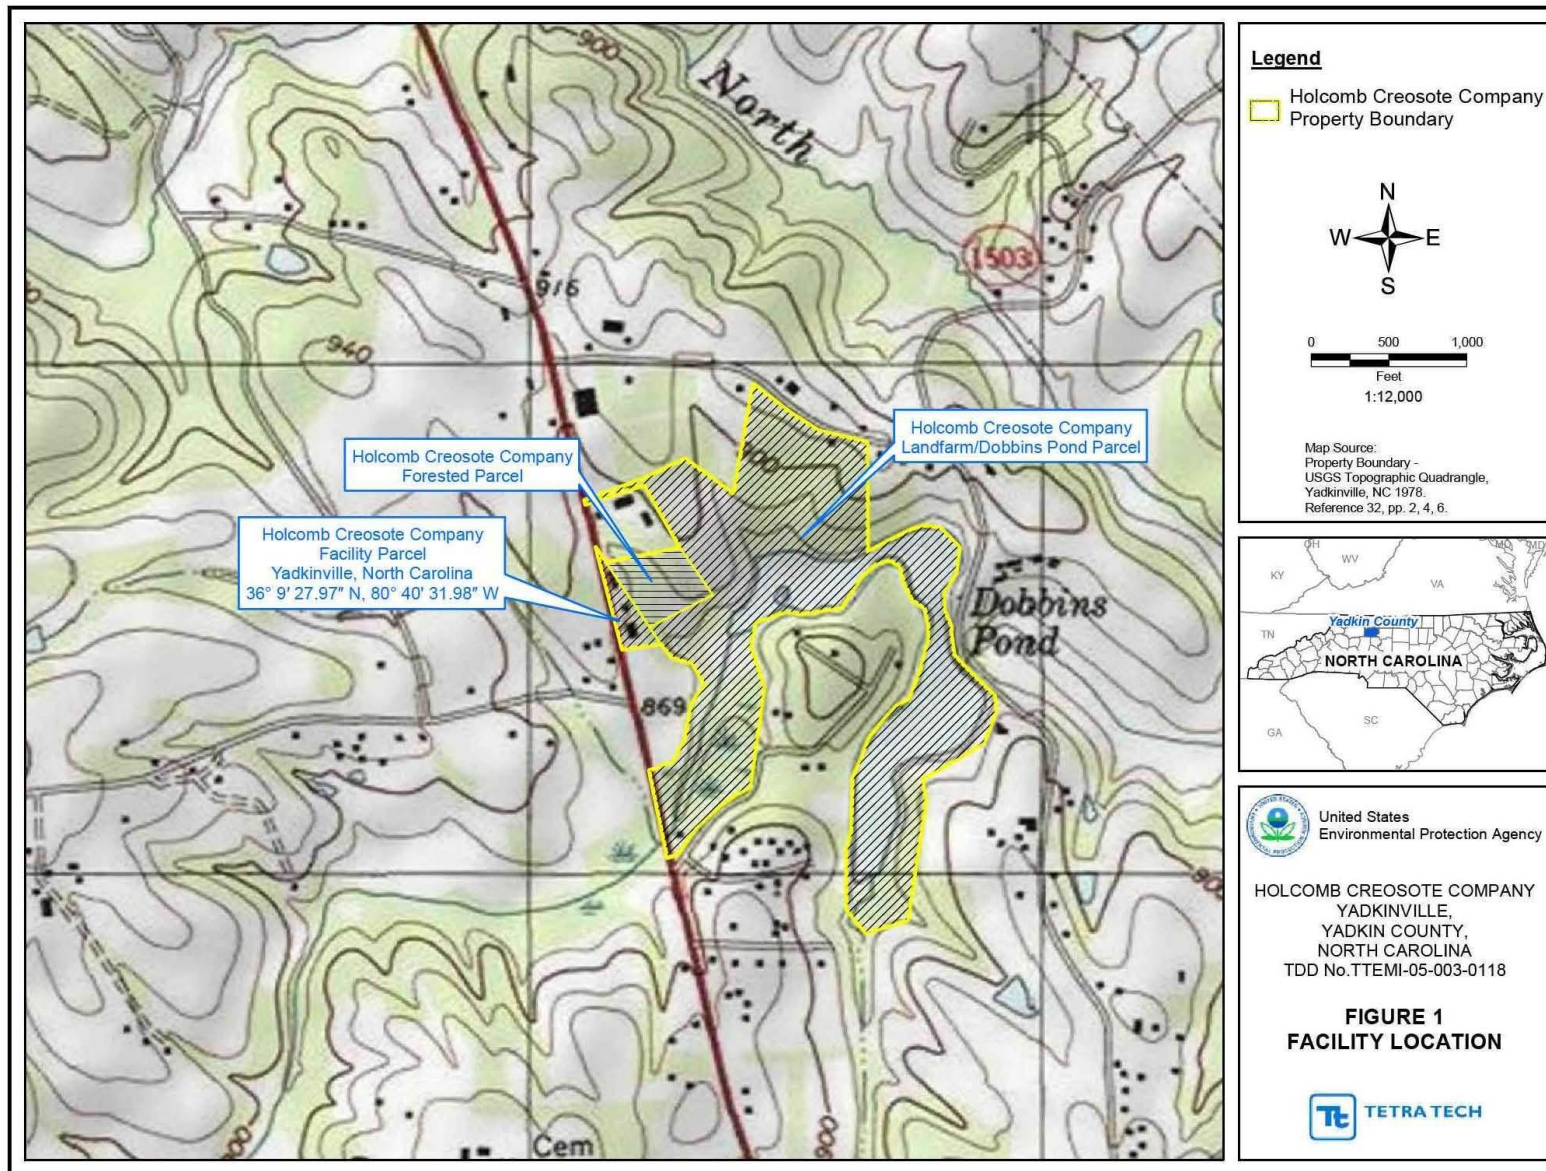 900
North
1503
916
940
900
Holcomb Creosote Company
Landfarm/Dobbins Pond Parcel
Holcomb Creosote Company
Forested Parcel
Holcomb Creosote Company
Facility Parcel
Yadkinville, North Carolina
36° 9' 27.97" N, 80° 40' 31.98" W
Dobbins
Pond
869
900
900
Cem
Legend
Holcomb Creosote Company
Property Boundary
N
W
E
S
0 500 1,000
Feet
1:12,000
Map Source:
Property Boundary -
USGS Topographic Quadrangle,
Yadkinville, NC 1978.
Reference 32, pp. 2, 4, 6.
OH
WV
MD
KY
VA
TN
Yadkin County
NORTH CAROLINA
SC
GA
United States
Environmental Protection Agency
HOLCOMB CREOSOTE COMPANY
YADKINVILLE,
YADKIN COUNTY,
NORTH CAROLINA
TDD No.TTEMI-05-003-0118
FIGURE 1
FACILITY LOCATION
Tt
TETRA TECH